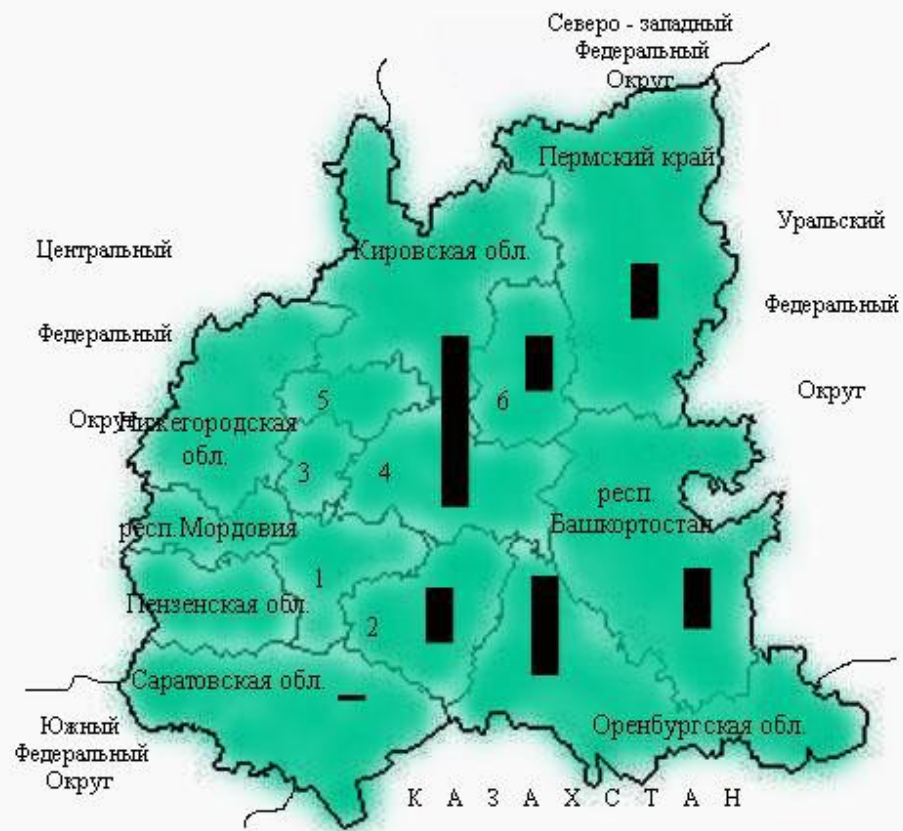 Северо - западный
Федеральный
Округ
Пермский край
Уральский
Федеральный
Округ
Центральный
Федеральный
Округ
Кировская обл.
5
6
Нижегородская
обл.
3
4
респ.
Башкортостан
респ.Мордовия
1
Пензенская обл.
2
Саратовская обл.
Оренбургская обл.
Южный
Федеральный
Округ
К А З А Х С Т А Н